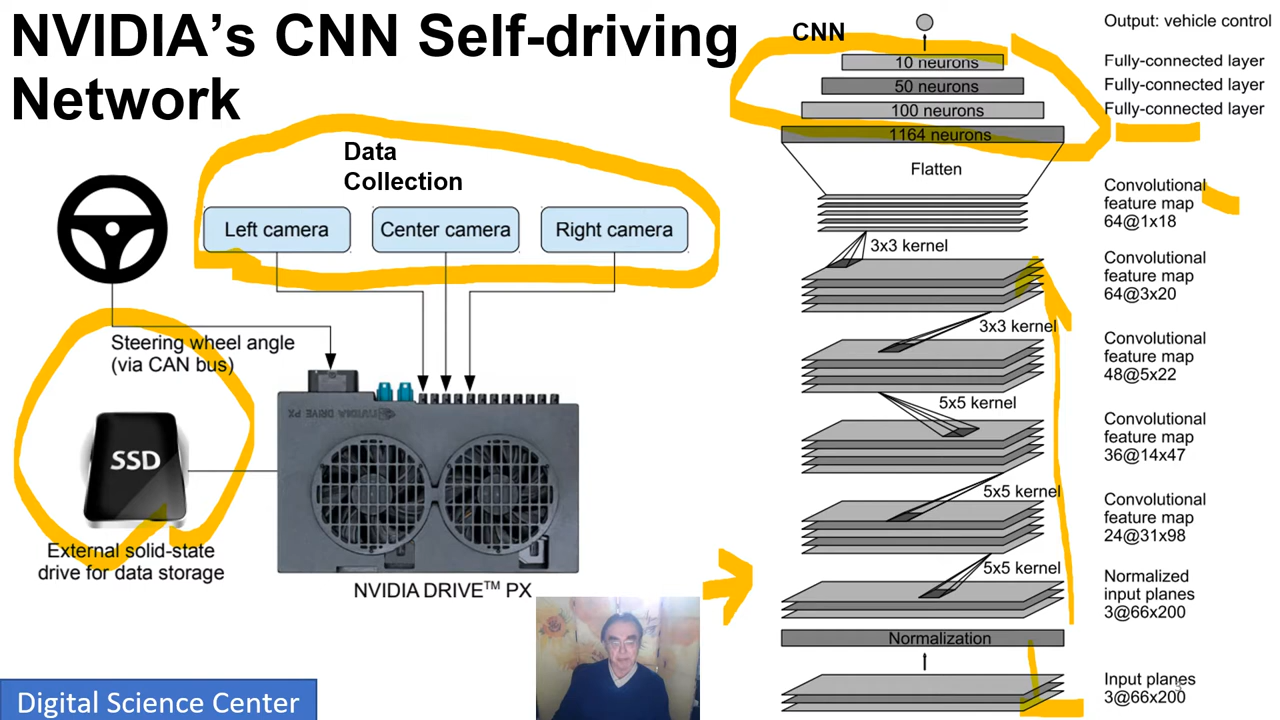 NVIDIA's CNN Self-driving
Network
Data
Collection
Left camera
Center camera
Right camera
Steering wheel angle
(via CAN bus)
SSD
External solid-state
drive for data storage
NVIDIA DRIVE PX
NVIDIA DRIVE™ PX
Digital Science Center
CNN
Output: vehicle control
10 neurons
Fully-connected layer
50 neurons
Fully-connected layer
100 neurons
Fully-connected layer
1164 neurons
Flatten
Convolutional
feature map
64@1x18
3x3 kernel
Convolutional
feature map
64@3x20
3x3 kernel
Convolutional
feature map
48@5x22
5x5 kernel
Convolutional
feature map
36@14x47
5x5 kernel
Convolutional
feature map
24@31x98
5x5 kernel
Normalized
input planes
3@66x200
Normalization
Input planes
3@66x200